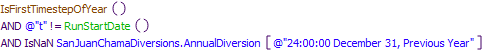 IsFirstTimestepOfYear ( )
AND @"t" != RunStartDate ( )
AND IsNaN SanJuanChamaDiversions.AnnualDiversion [ @"24:00:00 December 31, Previous Year" ]